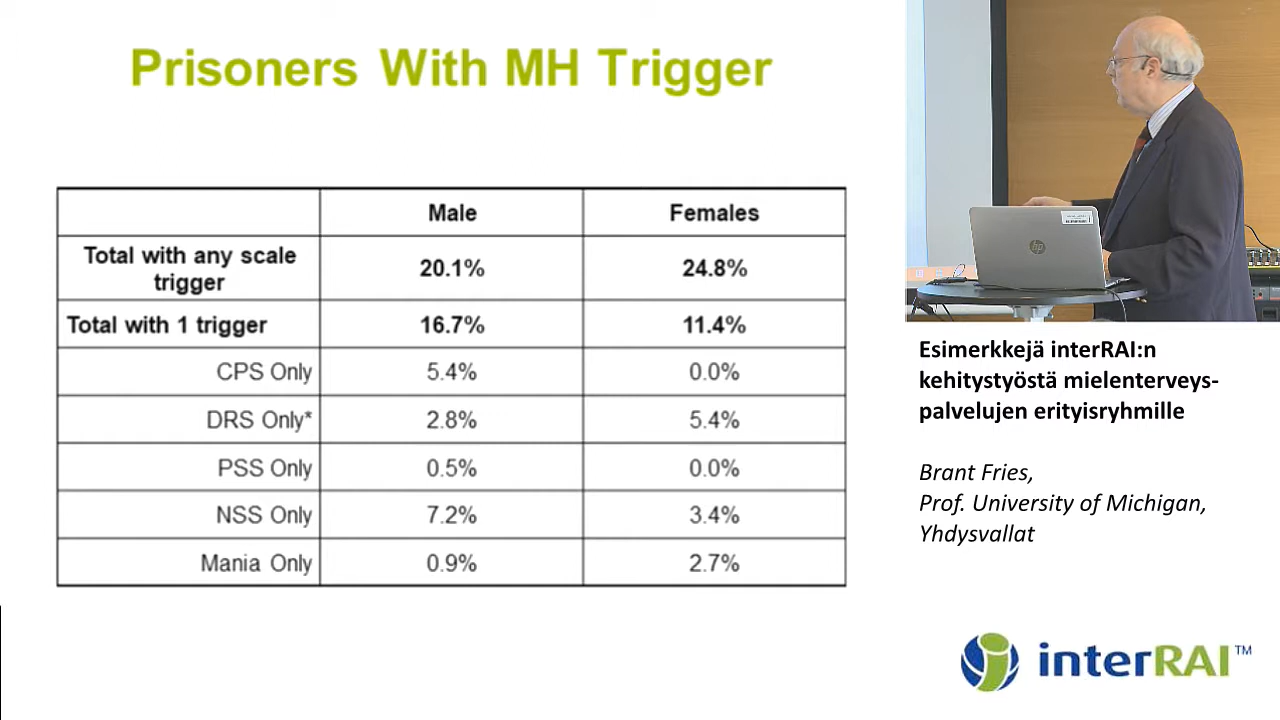 Prisoners With MH Trigger
Male Females
Total with any scale
trigger 20.1% 24.8%
Total with 1 trigger 16.7% 11.4%
CPS Only 5.4% 0.0%
DRS Only* 2.8% 5.4%
PSS Only 0.5% 0.0%
NSS Only 7.2% 3.4%
Mania Only 0.9% 2.7%
hp
Esimerkkejä interRAI:n
kehitystyöstä mielenterveys-
palvelujen erityisryhmille
Brant Fries,
Prof. University of Michigan,
Yhdysvallat
interRAI™